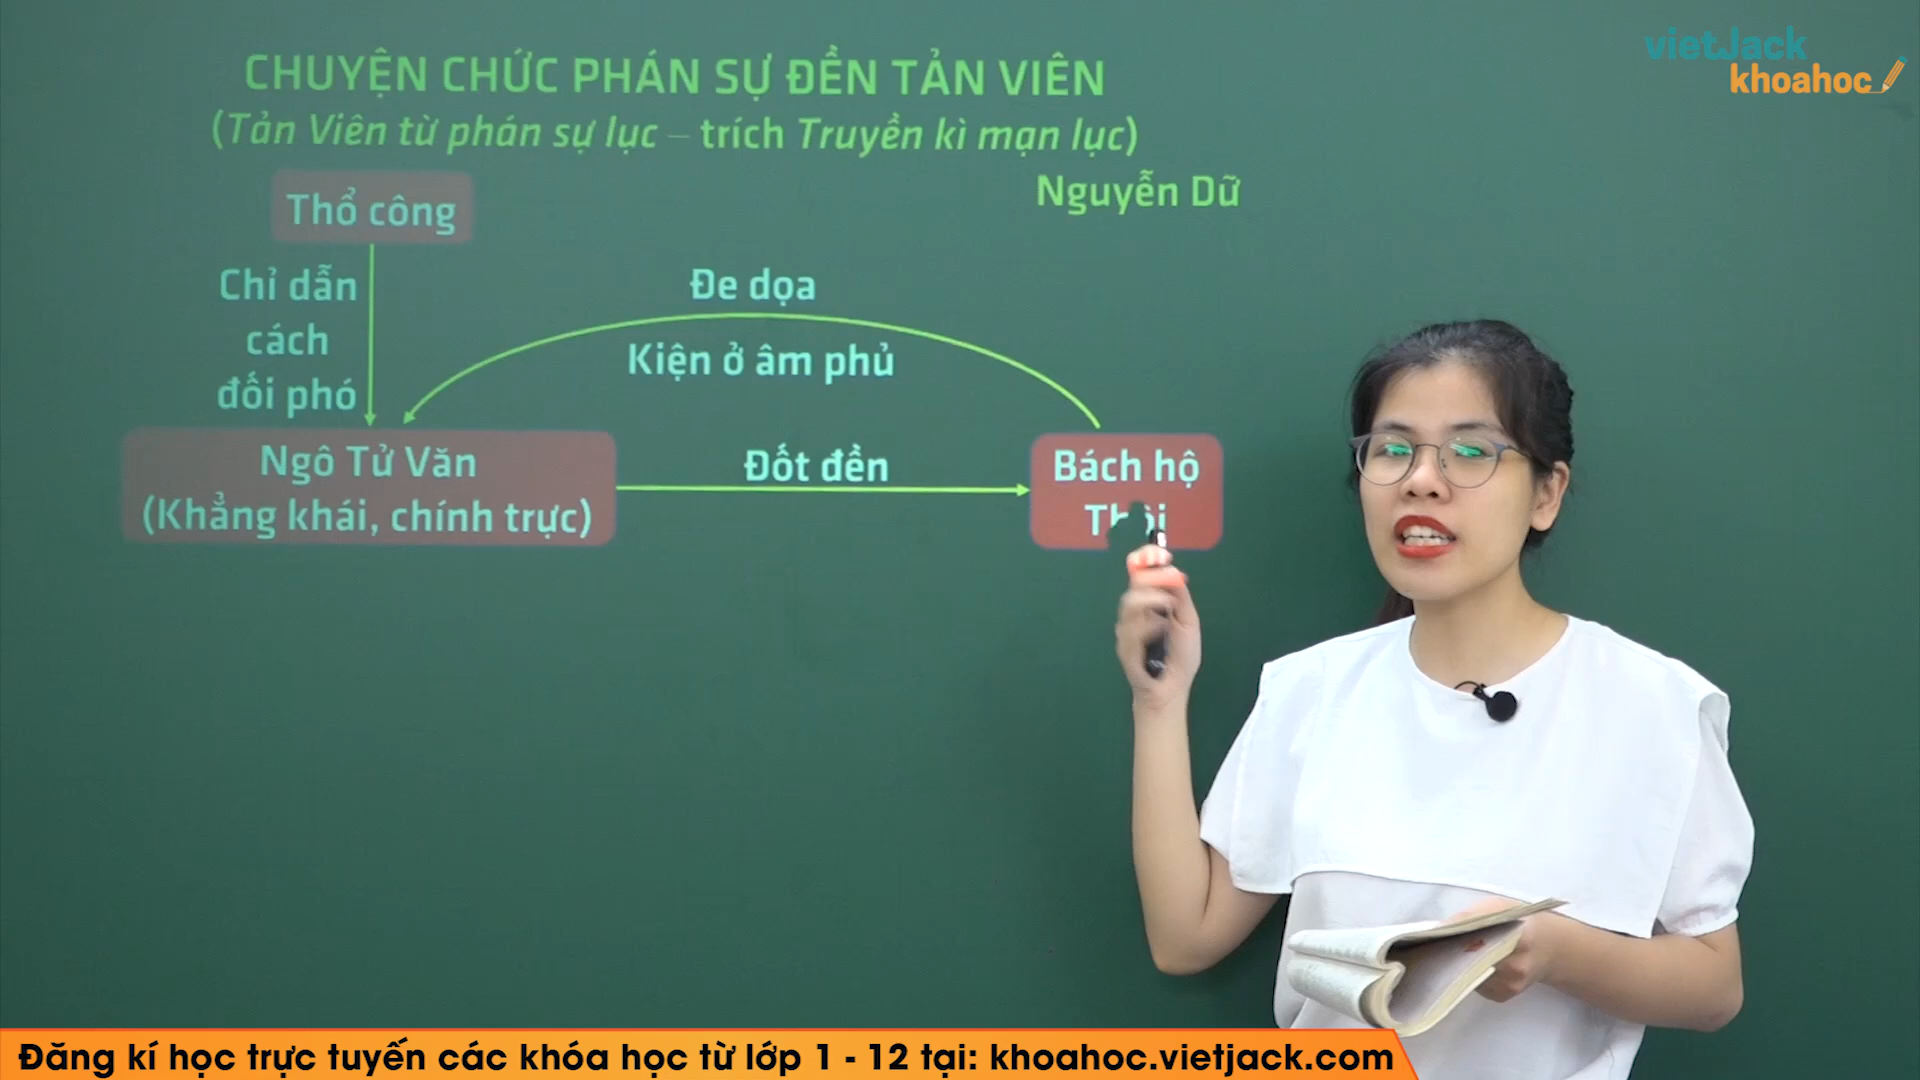 vietJack
khoahoc
CHUYỆN CHỨC PHÁN SỰ ĐỀN TẢN VIÊN
(Tản Viên từ phán sự lục – trích Truyền kì mạn lục)
Nguyễn Dữ
Thổ công
Chỉ dẫn
cách
đối phó
Đe dọa
Kiện ở âm phủ
Ngô Tử Văn
(Khẳng khái, chính trực)
Đốt đền
Bách hộ
Đăng kí học trực tuyến các khóa học từ lớp 1 - 12 tại: khoahoc.vietjack.com